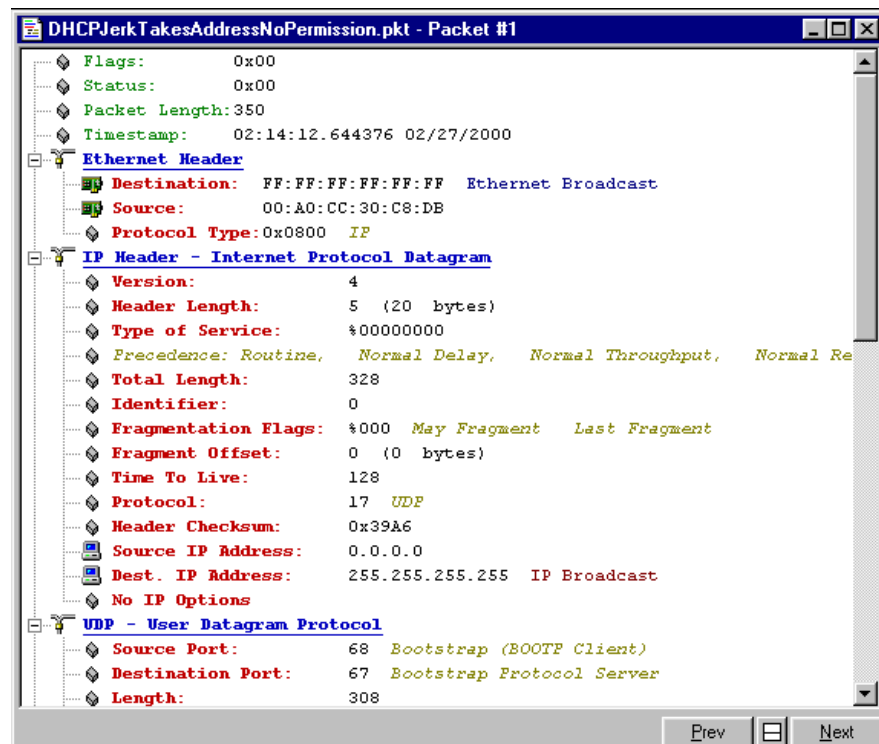 DHCPJerkTakesAddressNoPermission.pkt - Packet #1
Flags: 0x00
Status: 0x00
Packet Length: 350
Timestamp: 02:14:12.644376 02/27/2000
Ethernet Header
Destination: FF:FF:FF:FF:FF:FF Ethernet Broadcast
Source: 00:A0:CC:30:C8:DB
Protocol Type: 0x0800 IP
IP Header - Internet Protocol Datagram
Version: 4
Header Length: 5 (20 bytes)
Type of Service: %00000000
Precedence: Routine, Normal Delay, Normal Throughput, Normal Re
Total Length: 328
Identifier: 0
Fragmentation Flags: %000 May Fragment Last Fragment
Fragment Offset: 0 (0 bytes)
Time To Live: 128
Protocol: 17 UDP
Header Checksum: 0x39A6
Source IP Address: 0.0.0.0
Dest. IP Address: 255.255.255.255 IP Broadcast
No IP Options
UDP - User Datagram Protocol
Source Port: 68 Bootstrap (BOOTP Client)
Destination Port: 67 Bootstrap Protocol Server
Length: 308
Prev Next